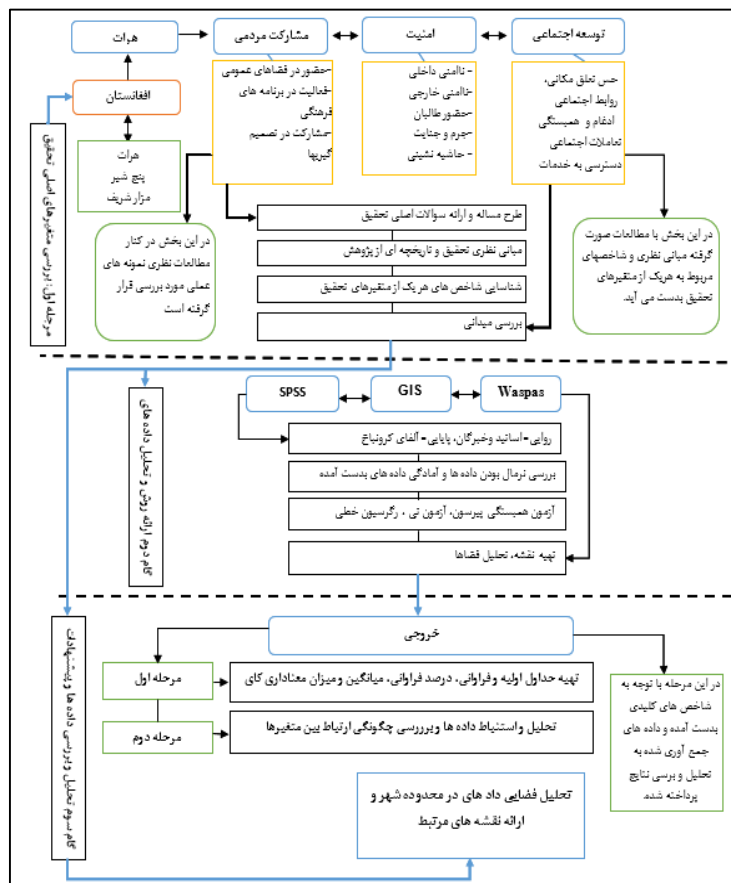 هرات
مشارکت مردمی
امنیت
توسعه اجتماعی
افغانستان
هرات
پنج شیر
مزار شریف
-حضور در فضاهای عمومی
-فعالیت در برنامه های
فرهنگی
-مشارکت در تصمیم
گیریها
- ناامنی داخلی
-ناامنی خارجی
-حضور طالبان
- جرم و جنایت
- حاشیه نشینی
حس تعلق مکانی،
روابط اجتماعی
ادغام و همبستگی
تعاملات اجتماعی
دسترسی به خدمات
مرحله اول: بررسی متغیرهای اصلی تحقیق
طرح مساله و ارائه سوالات اصلی تحقیق
مبانی نظری تحقیق و تاریخچه ای از پژوهش
شناسایی شاخص های هر یک از متغیرهای تحقیق
بررسی میدانی
در این بخش در کنار
مطالعات نظری نمونه های
عملی مورد بررسی قرار
گرفته است
در این بخش با مطالعات صورت
گرفته مبانی نظری و شاخصهای
مربوط به هریک از متغیرهای
تحقیق بدست می آید.
گام دوم ارائه روش و تحلیل داده های
SPSS
GIS
Waspas
روایی- اساتید وخبرگان، پایایی- آلفای کرونباخ
بررسی نرمال بودن داده ها و آمادگی داده های بدست آمده
آزمون همبستگی پیرسون، آزمون تی ، رگرسیون خطی
تهیه نقشه، تحلیل فضاها
گام سوم تحلیل و بررسی داده ها و پیشنهادات
خروجی
مرحله اول
تهیه جداول اولیه و فراوانی، درصد فراوانی، میانگین و میزان معناداری کای
مرحله دوم
تحلیل و استنباط داده ها و برررسی چگونگی ارتباط بین متغیرها
در این مرحله با توجه به
شاخص های کلیدی
بدست آمده و داده های
جمع آوری شده به
تحلیل و برسی نتایج
پرداخته شده.
تحلیل فضایی داد های در محدوده شهر و
ارائه نقشه های مرتبط